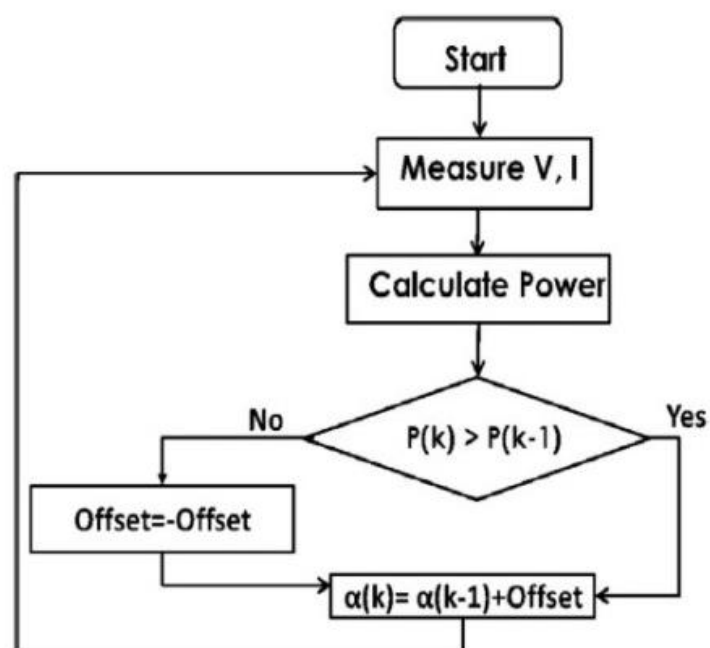 Start
Measure V, I
Calculate Power
P(k) > P(k-1)
No
Yes
Offset=-Offset
α(k)= α(k-1)+Offset